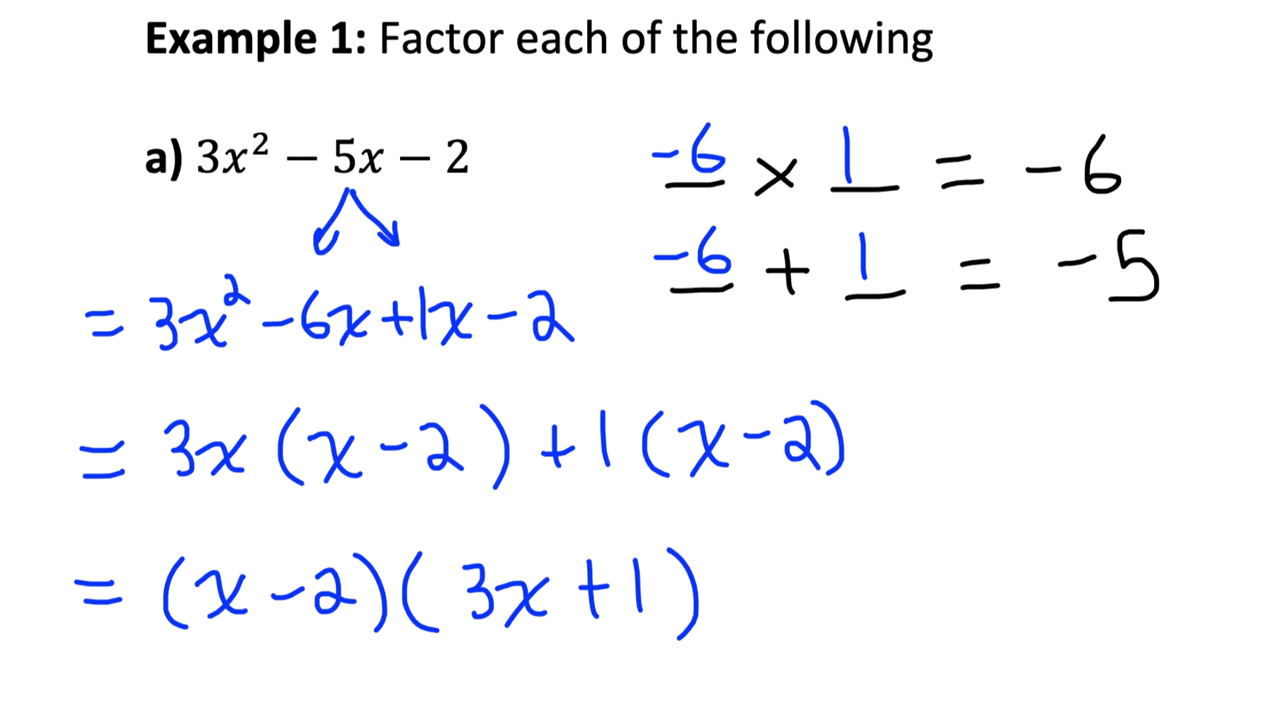 Example 1: Factor each of the following
a) 3x² − 5x − 2
-6 × 1 = -6
-6 + 1 = -5
= 3x² -6x+1x-2
= 3x (x-2) +1 (x-2)
= (x-2)( 3x+1)